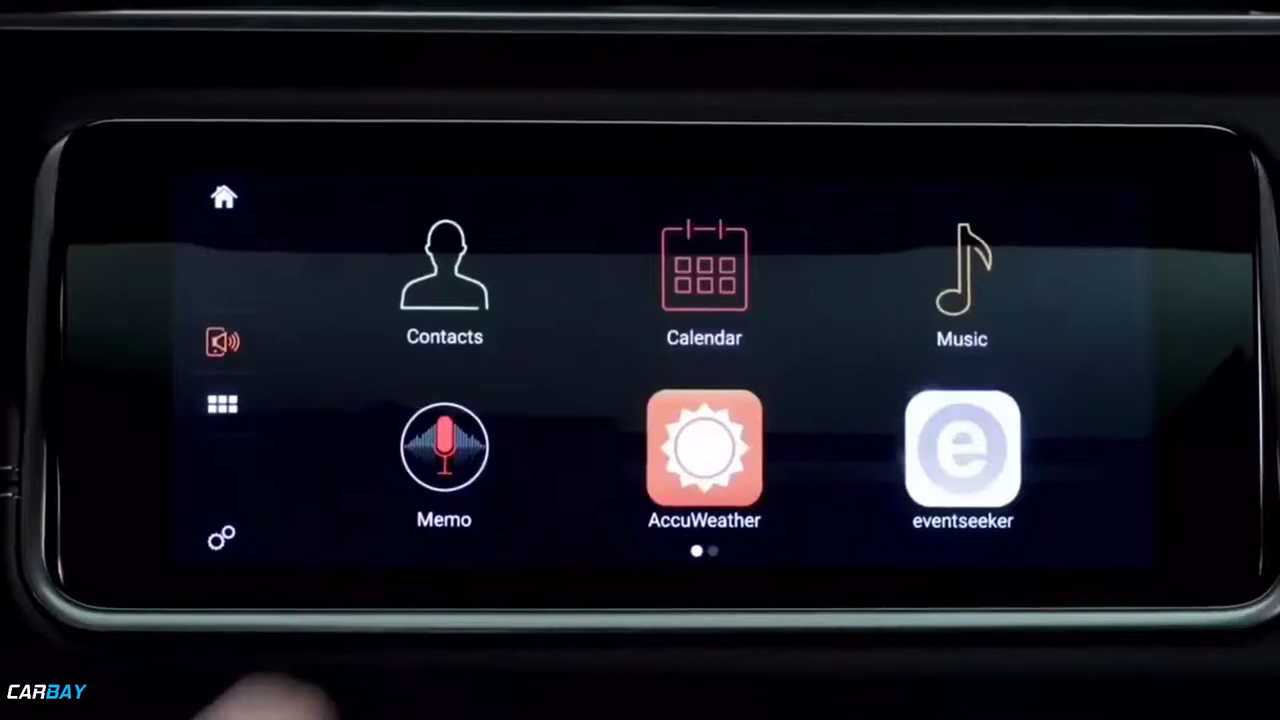 Contacts
Calendar
Music
Memo
AccuWeather
e
eventseeker
CARBAY